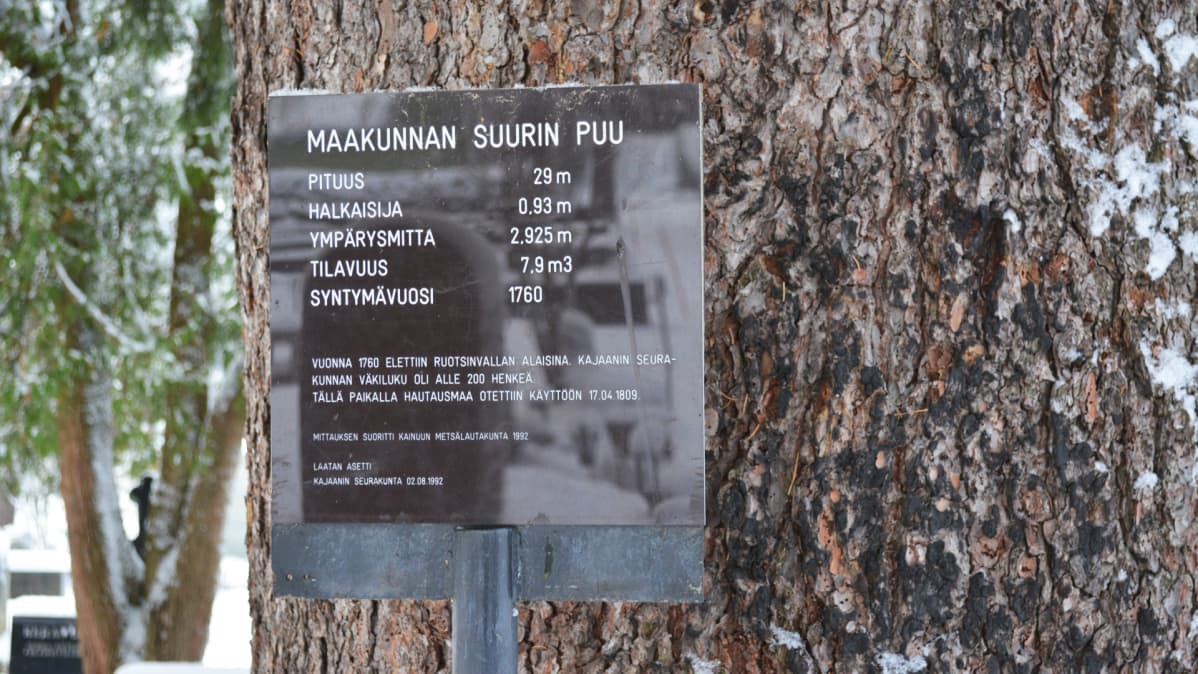 MAAKUNNAN SUURIN PUU
PITUUS 29 m
HALKAISIJA 0,93 m
YMPÄRYSMITTA 2,925 m
TILAVUUS 7,9 m3
SYNTYMÄVUOSI 1760
VUONNA 1760 ELETTIIN RUOTSINVALLAN ALAISINA. KAJAANIN SEURA-
KUNNAN VÄKILUKU OLI ALLE 200 HENKEÄ.
TÄLLÄ PAIKALLA HAUTAUSMAA OTETTIIN KÄYTTÖÖN 17.04.1809.
MITTAUKSEN SUORITTI KAINUUN METSÄLAUTAKUNTA 1992
LAATAN ASETTI
KAJAANIN SEURAKUNTA 02.08.1992